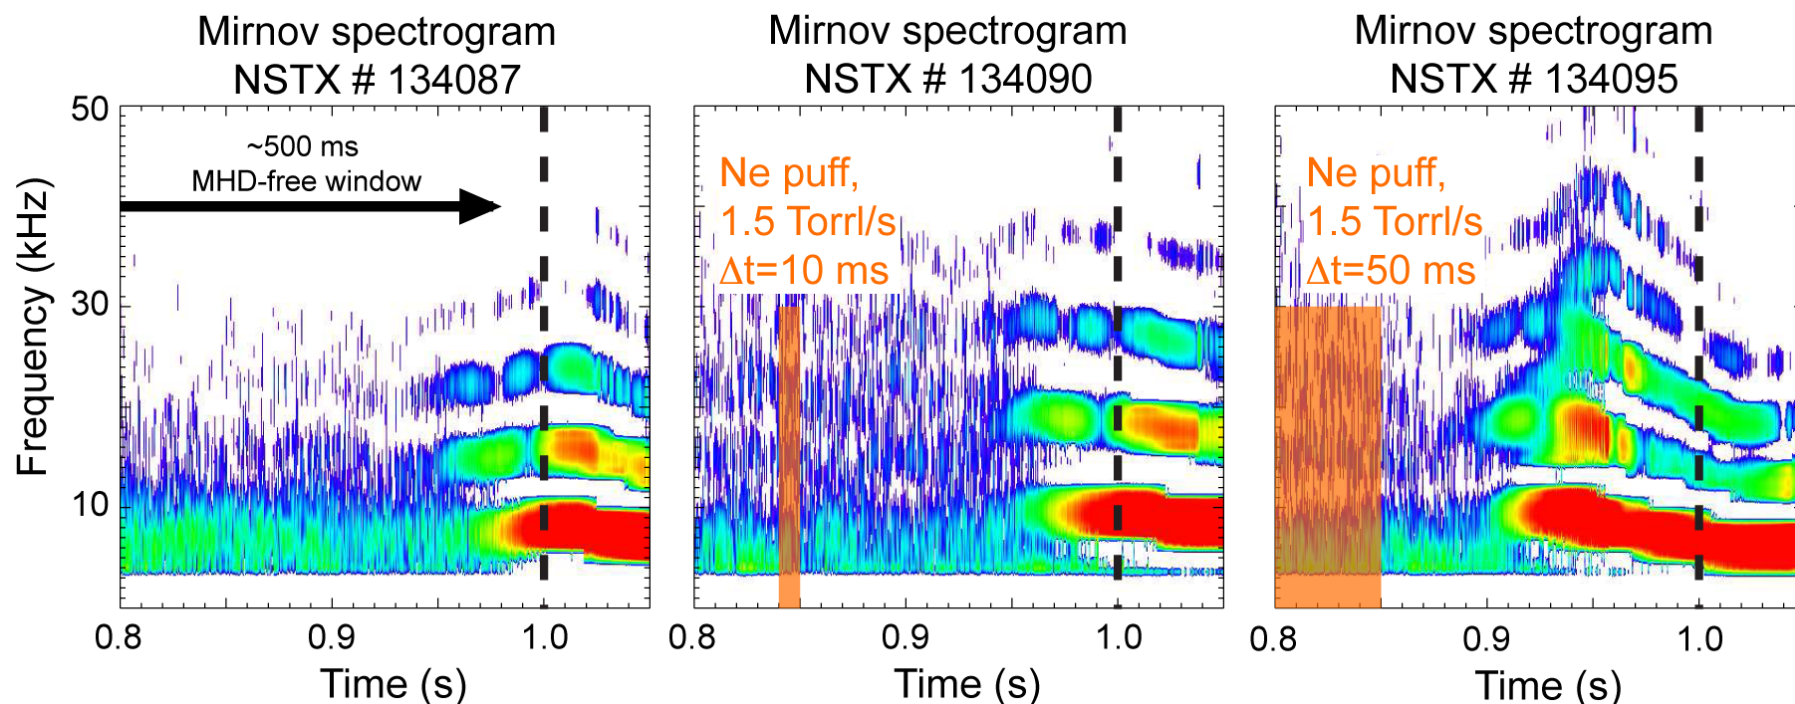 Mirnov spectrogram
NSTX # 134087
Mirnov spectrogram
NSTX # 134090
Mirnov spectrogram
NSTX # 134095
50
30
10
Frequency (kHz)
~500 ms
MHD-free window
Ne puff,
1.5 Torrl/s
Δt=10 ms
Ne puff,
1.5 Torrl/s
Δt=50 ms
0.8 0.9 1.0
0.8 0.9 1.0
0.8 0.9 1.0
Time (s)
Time (s)
Time (s)